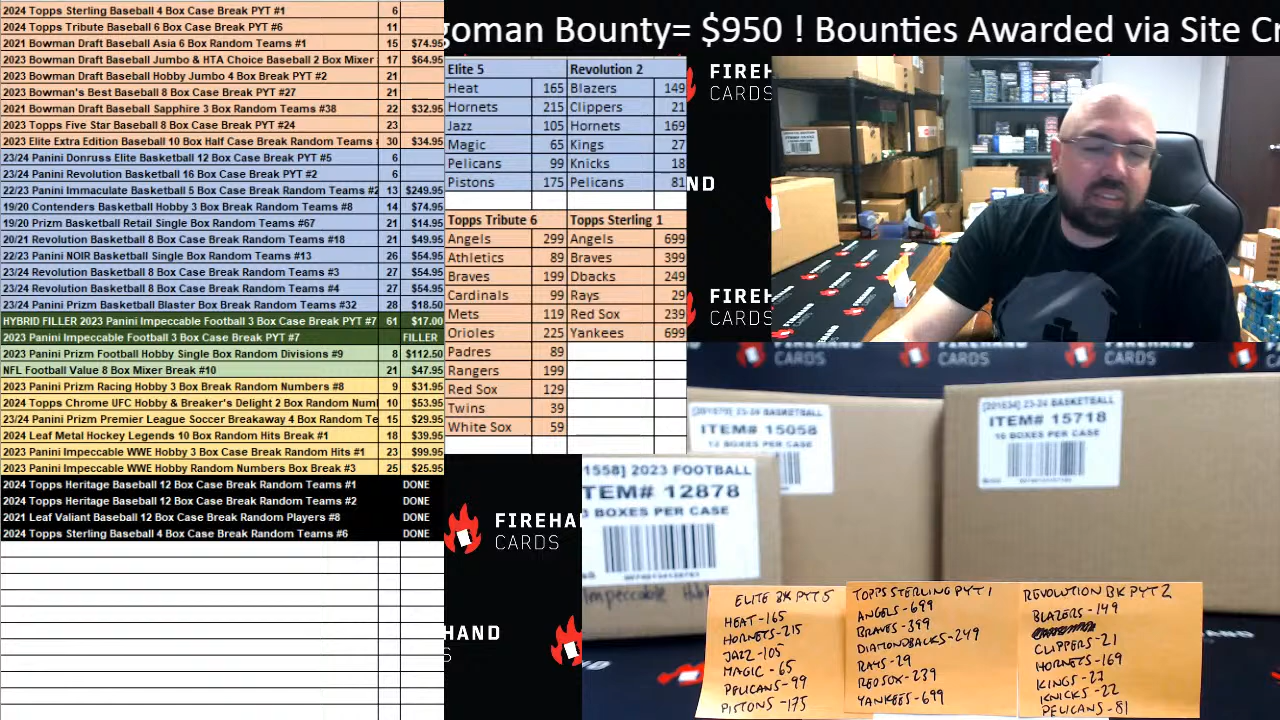 2024 Topps Sterling Baseball 4 Box Case Break PYT #1 6
2024 Topps Tribute Baseball 6 Box Case Break PYT #6 11
2021 Bowman Draft Baseball Asia 6 Box Random Teams #1 15 $74.95
2023 Bowman Draft Baseball Jumbo & HTA Choice Baseball 2 Box Mixer 17 $64.95
2023 Bowman Draft Baseball Hobby Jumbo 4 Box Break PYT #2 21
2023 Bowman's Best Baseball 8 Box Case Break PYT #27 21
2021 Bowman Draft Baseball Sapphire 3 Box Random Teams #38 22 $32.95
2023 Topps Five Star Baseball 8 Box Case Break PYT #24 23
2023 Elite Extra Edition Baseball 10 Box Half Case Break Random Teams 30 $34.95
23/24 Panini Donruss Elite Basketball 12 Box Case Break PYT #5 6
23/24 Panini Revolution Basketball 16 Box Case Break PYT #2 6
22/23 Panini Immaculate Basketball 5 Box Case Break Random Teams #2 13 $249.95
19/20 Contenders Basketball Hobby 3 Box Break Random Teams #8 14 $74.95
19/20 Prizm Basketball Retail Single Box Random Teams #67 21 $14.95
20/21 Revolution Basketball 8 Box Case Break Random Teams #18 21 $49.95
22/23 Panini NOIR Basketball Single Box Random Teams #13 26 $54.95
23/24 Revolution Basketball 8 Box Case Break Random Teams #3 27 $54.95
23/24 Revolution Basketball 8 Box Case Break Random Teams #4 27 $54.95
23/24 Panini Prizm Basketball Blaster Box Break Random Teams #32 28 $18.50
HYBRID FILLER 2023 Panini Impeccable Football 3 Box Case Break PYT #7 61 $17.00
2023 Panini Impeccable Football 3 Box Case Break PYT #7 FILLER
2023 Panini Prizm Football Hobby Single Box Random Divisions #9 8 $112.50
NFL Football Value 8 Box Mixer Break #10 21 $47.95
2023 Panini Prizm Racing Hobby 3 Box Break Random Numbers #8 9 $31.95
2024 Topps Chrome UFC Hobby & Breaker's Delight 2 Box Random Num 10 $53.95
23/24 Panini Prizm Premier League Soccer Breakaway 4 Box Random Te 15 $29.95
2024 Leaf Metal Hockey Legends 10 Box Random Hits Break #1 18 $39.95
2023 Panini Impeccable WWE Hobby 3 Box Case Break Random Hits #1 23 $99.95
2023 Panini Impeccable WWE Hobby Random Numbers Box Break #3 25 $25.95
2024 Topps Heritage Baseball 12 Box Case Break Random Teams #1 DONE
2024 Topps Heritage Baseball 12 Box Case Break Random Teams #2 DONE
2021 Leaf Valiant Baseball 12 Box Case Break Random Players #8 DONE
2024 Topps Sterling Baseball 4 Box Case Break Random Teams #6 DONE
goman Bounty= $950 ! Bounties Awarded via Site Cr
Elite 5 Revolution 2
Heat 165 Blazers 149
Hornets 215 Clippers 21
Jazz 105 Hornets 169
Magic 65 Kings 27
Pelicans 99 Knicks 18
Pistons 175 Pelicans 81
Topps Tribute 6 Topps Sterling 1
Angels 299 Angels 699
Athletics 89 Braves 399
Braves 199 Dbacks 249
Cardinals 99 Rays 29
Mets 119 Red Sox 239
Orioles 225 Yankees 699
Padres 89
Rangers 199
Red Sox 129
Twins 39
White Sox 59
FIREH
CARDS
ND
FIREH
CARDS
FIREHAND
CARDS
HAND
S
CARDS
23-24 BASKETBALL
ITEM# 15058
12 BOXES PER CASE
23-24 BASKETBALL
ITEM# 15718
16 BOXES PER CASE
1558] 2023 FOOTBALL
TEM# 12878
3 BOXES PER CASE
Impeccable
ELITE BK PYT 5
HEAT-165
HORNETS-215
JAZZ-105
MAGIC-65
PELICANS-99
PISTONS-175
TOPPS STERLING PYT 1
ANGELS-699
BRAVES-399
DIAMONDBACKS-249
RAYS-29
RED SOX-239
YANKEES-699
REVOLUTION BK PYT 2
BLAZERS-149
CLIPPERS-21
HORNETS-169
KINGS-27
KNICKS-22
PELICANS-81
FIREHAND
CARDS